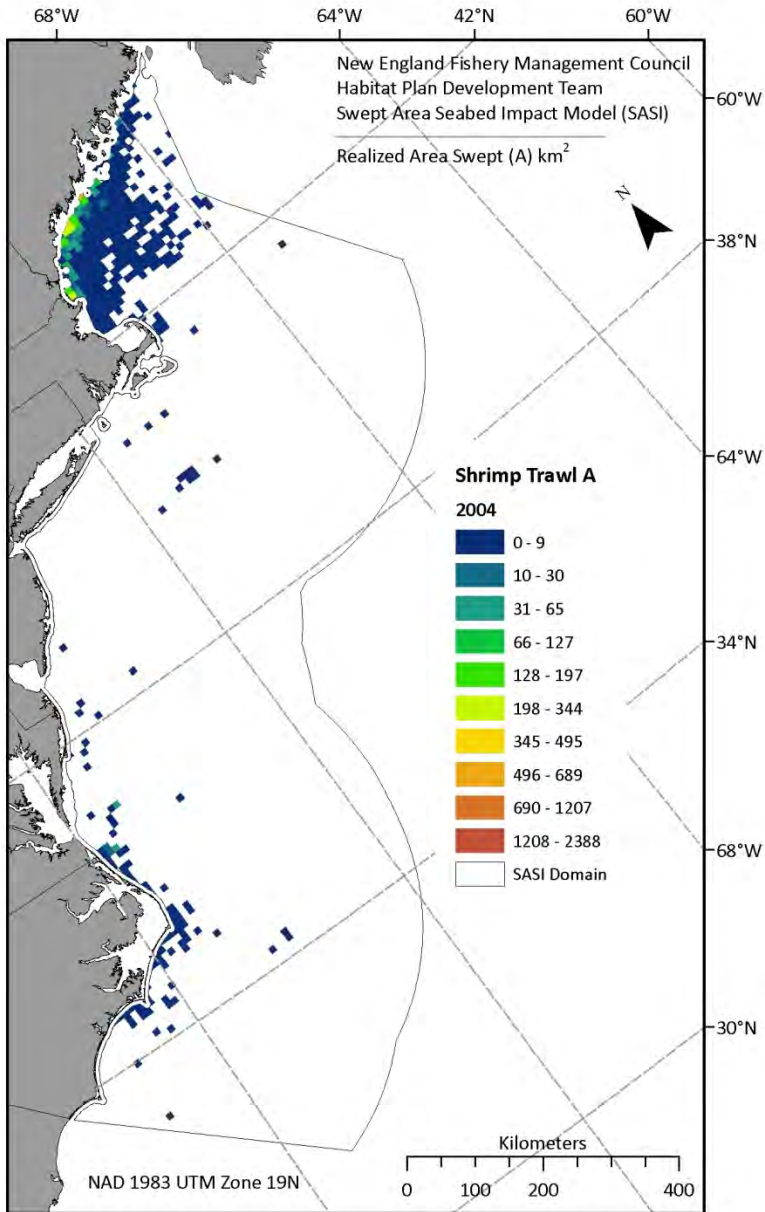 68°W 64°W 42°N 60°W
New England Fishery Management Council
Habitat Plan Development Team
Swept Area Seabed Impact Model (SASI)
Realized Area Swept (A) km²
60°W
N
38°N
64°W
Shrimp Trawl A
2004
0 - 9
10 - 30
31 - 65
66 - 127
34°N
128 - 197
198 - 344
345 - 495
496 - 689
690 - 1207
1208 - 2388
68°W
SASI Domain
30°N
Kilometers
NAD 1983 UTM Zone 19N
0 100 200 400